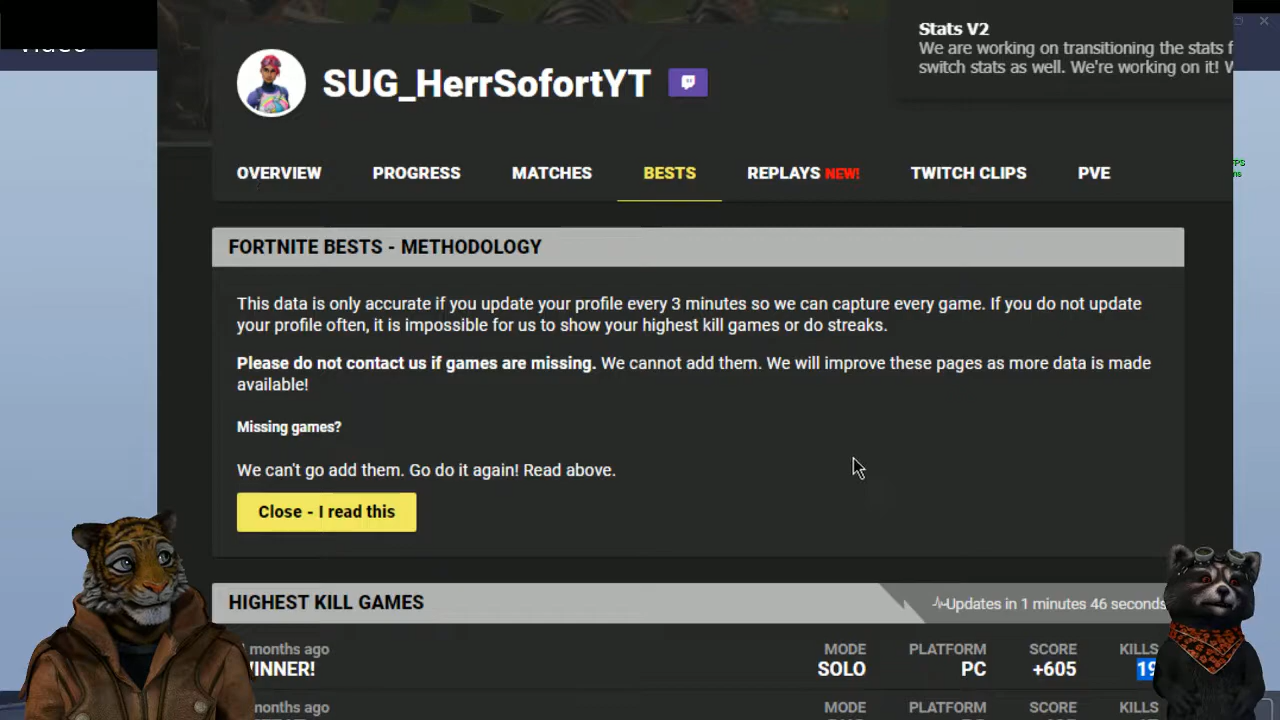 Stats V2
We are working on transitioning the stats f
switch stats as well. We're working on it! W
SUG_HerrSofortYT
OVERVIEW PROGRESS MATCHES BESTS REPLAYS NEW! TWITCH CLIPS PVE
FORTNITE BESTS - METHODOLOGY
This data is only accurate if you update your profile every 3 minutes so we can capture every game. If you do not update
your profile often, it is impossible for us to show your highest kill games or do streaks.
Please do not contact us if games are missing. We cannot add them. We will improve these pages as more data is made
available!
Missing games?
We can't go add them. Go do it again! Read above.
Close - I read this
HIGHEST KILL GAMES
Updates in 1 minutes 46 seconds
months ago MODE PLATFORM SCORE KILLS
INNER! SOLO PC +605 19
months ago MODE PLATFORM SCORE KILLS